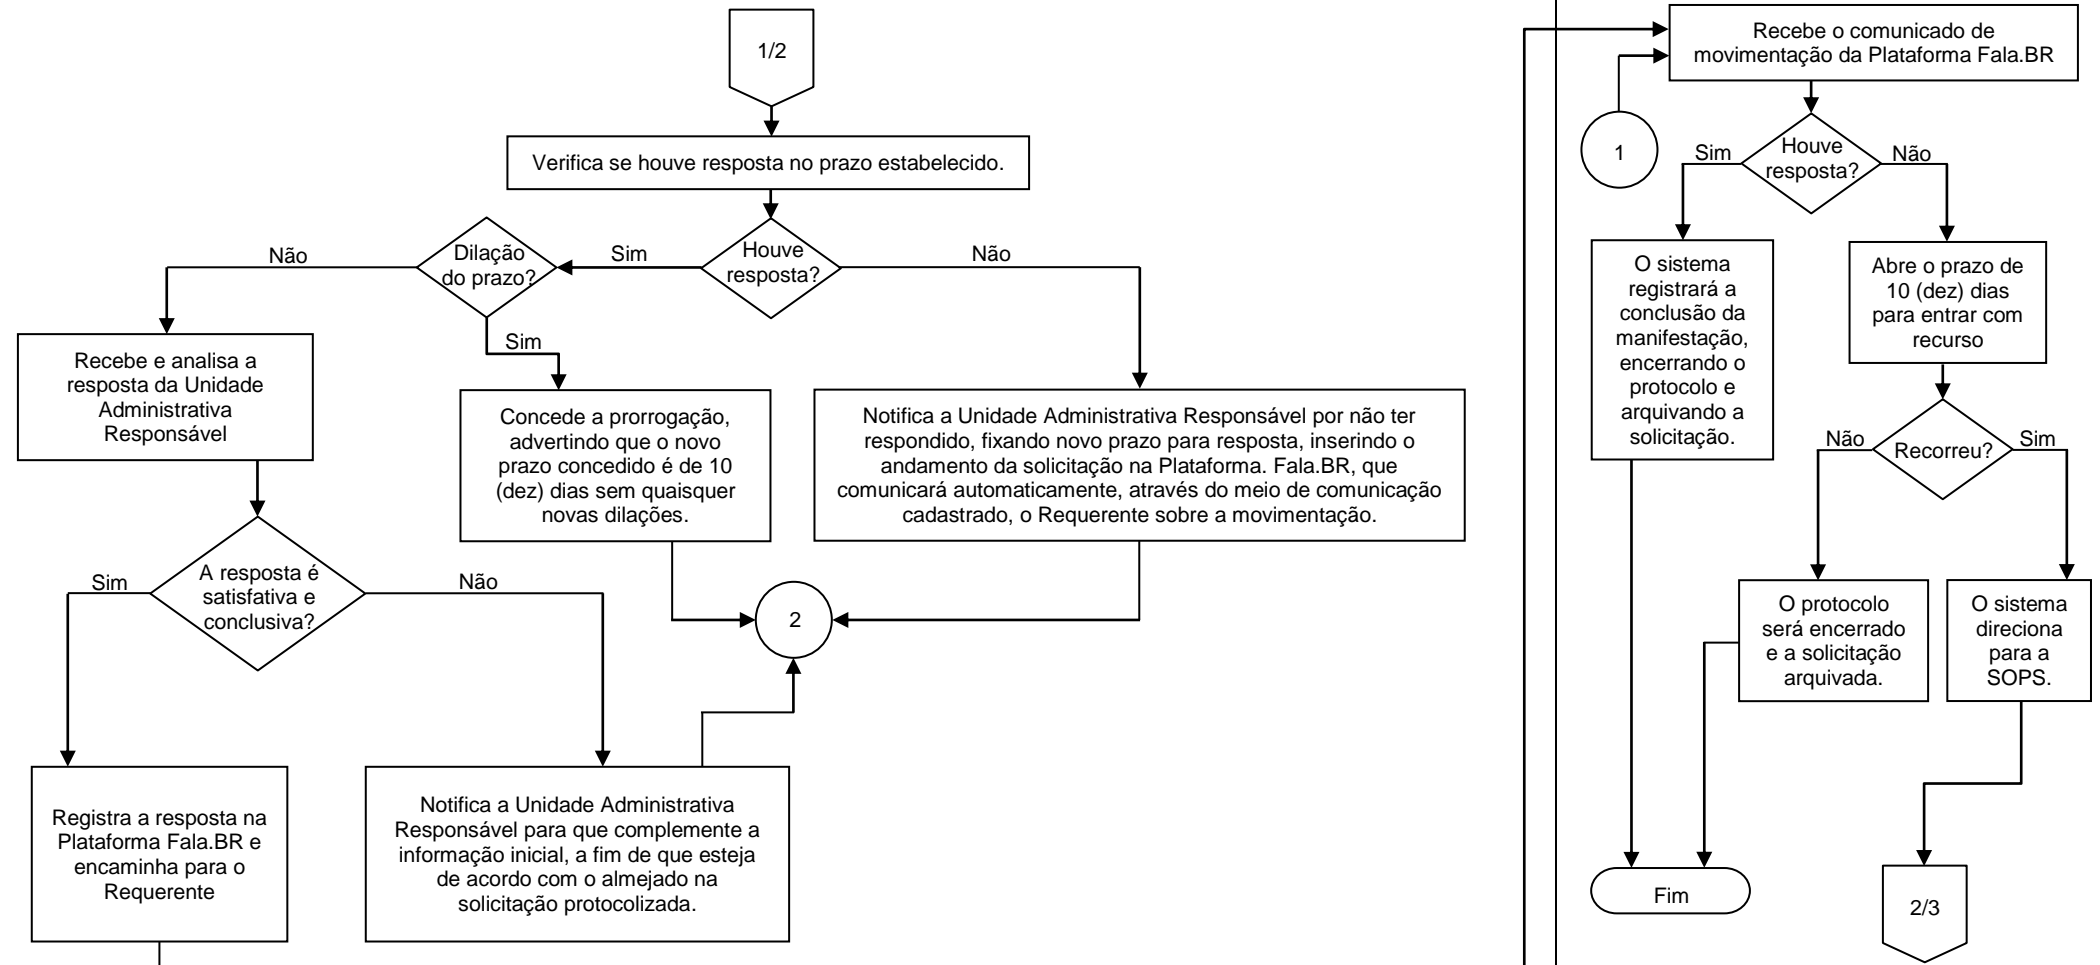 1/2
Verifica se houve resposta no prazo estabelecido.
Houve
resposta?
Sim
Não
Dilação
do prazo?
Não
Sim
Recebe e analisa a
resposta da Unidade
Administrativa
Responsável
Concede a prorrogação,
advertindo que o novo
prazo concedido é de 10
(dez) dias sem quaisquer
novas dilações.
Notifica a Unidade Administrativa Responsável por não ter
respondido, fixando novo prazo para resposta, inserindo o
andamento da solicitação na Plataforma. Fala.BR, que
comunicará automaticamente, através do meio de comunicação
cadastrado, o Requerente sobre a movimentação.
A resposta é
satisfativa e
conclusiva?
Sim
Não
2
Registra a resposta na
Plataforma Fala.BR e
encaminha para o
Requerente
Notifica a Unidade Administrativa
Responsável para que complemente a
informação inicial, a fim de que esteja
de acordo com o almejado na
solicitação protocolizada.
Recebe o comunicado de
movimentação da Plataforma Fala.BR
1
Houve
resposta?
Sim
Não
O sistema
registrará a
conclusão da
manifestação,
encerrando o
protocolo e
arquivando a
solicitação.
Abre o prazo de
10 (dez) dias
para entrar com
recurso
Recorreu?
Não
Sim
O protocolo
será encerrado
e a solicitação
arquivada.
O sistema
direciona
para a
SOPS.
Fim
2/3